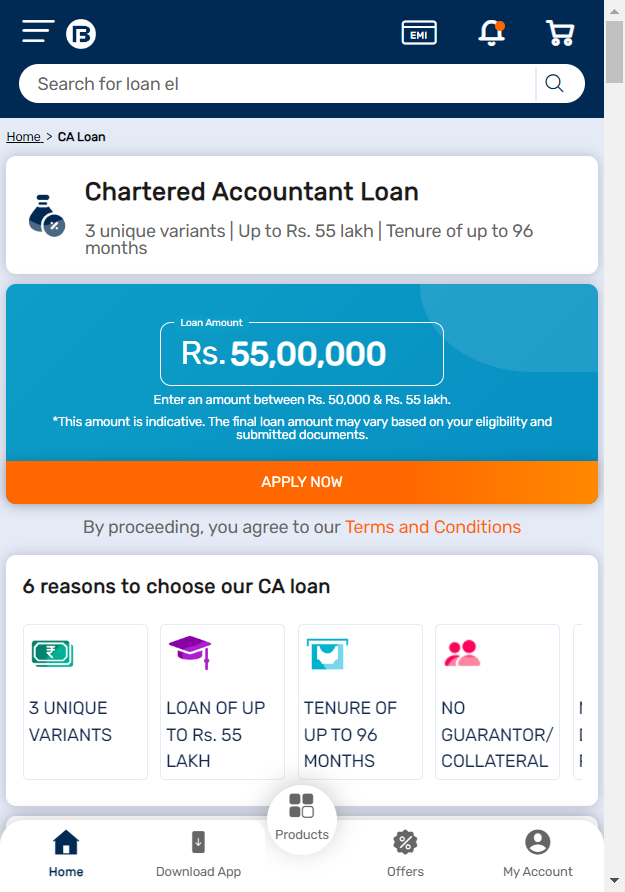 EMI
Search for loan el
Home > CA Loan
Chartered Accountant Loan
3 unique variants | Up to Rs. 55 lakh | Tenure of up to 96
months
Loan Amount
Rs. 55,00,000
Enter an amount between Rs. 50,000 & Rs. 55 lakh.
*This amount is indicative. The final loan amount may vary based on your eligibility and
submitted documents.
APPLY NOW
By proceeding, you agree to our Terms and Conditions
6 reasons to choose our CA loan
3 UNIQUE
VARIANTS
LOAN OF UP
TO Rs. 55
LAKH
TENURE OF
UP TO 96
MONTHS
NO
GUARANTOR/
COLLATERAL
Home
Download App
Products
Offers
My Account